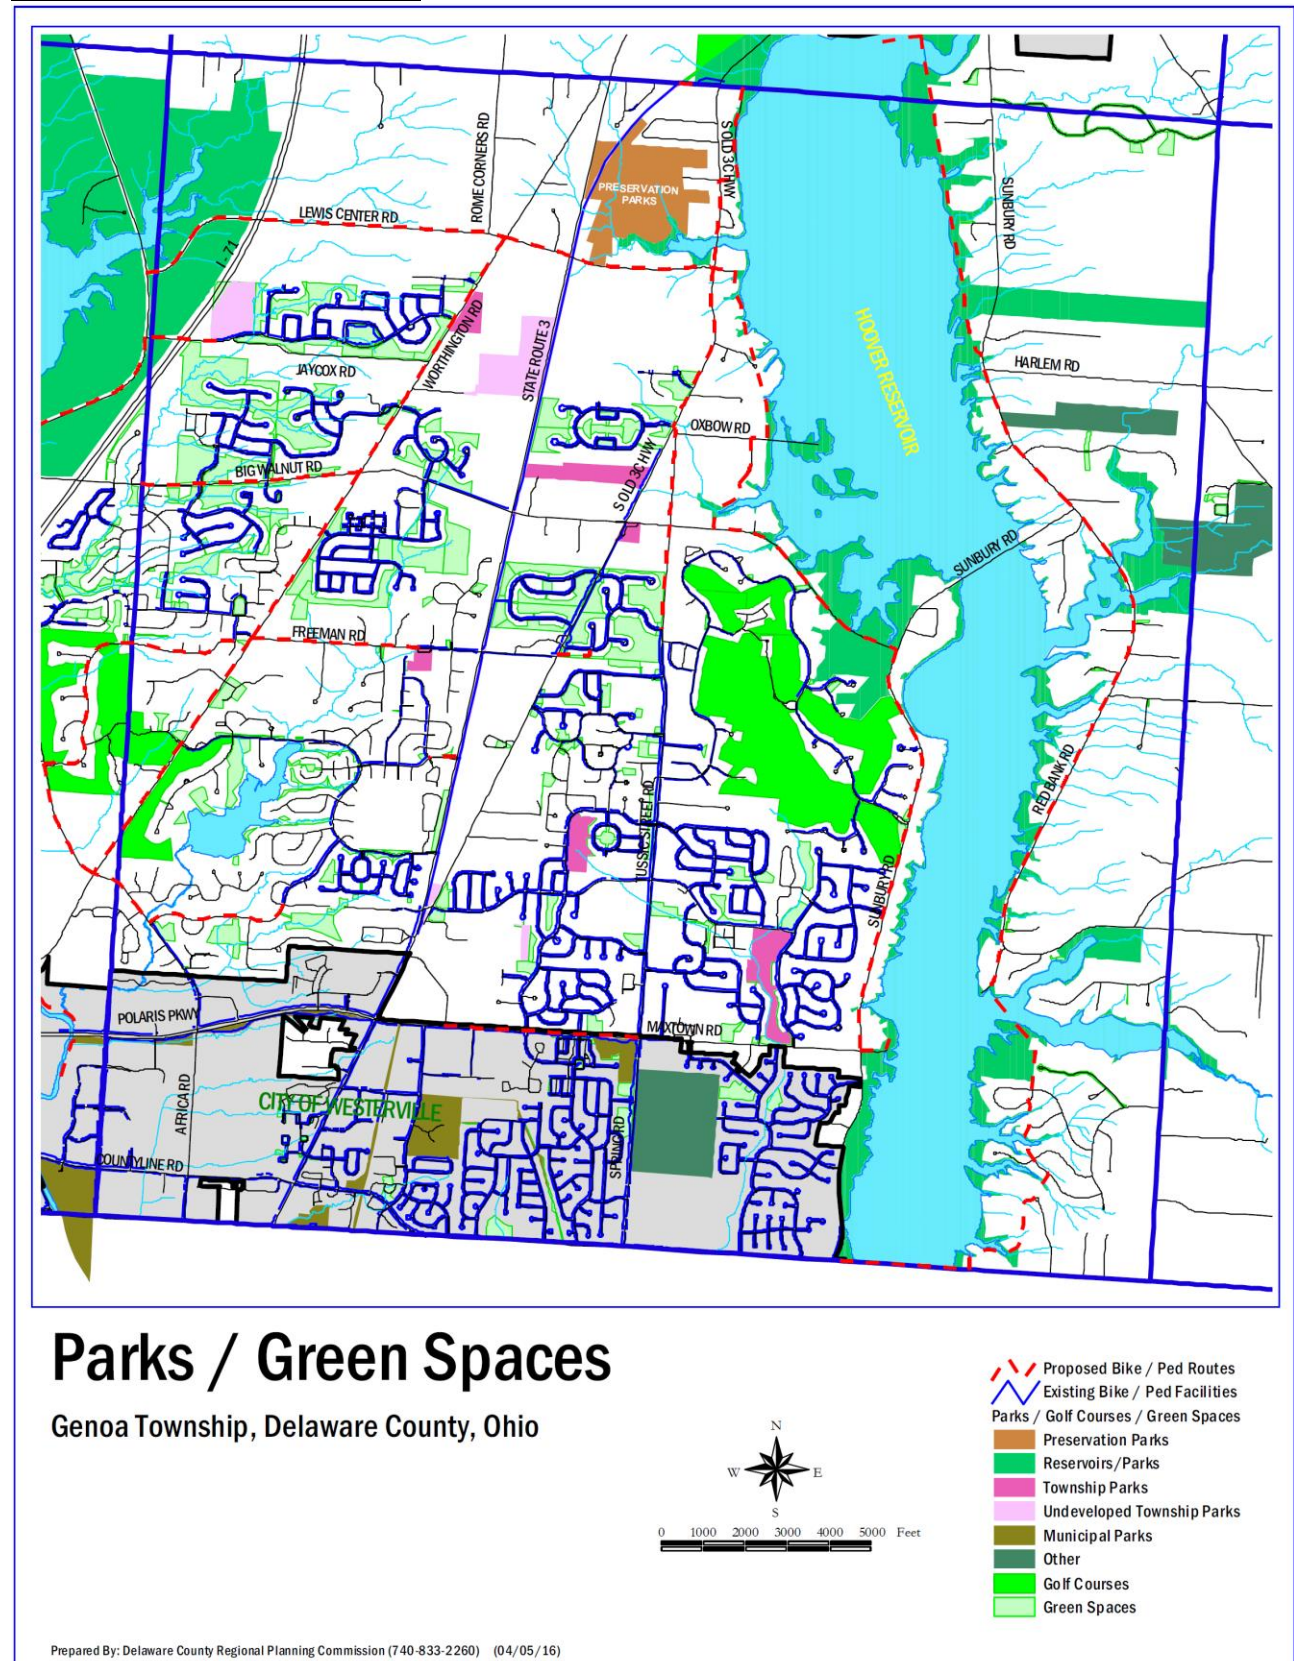 LEWIS CENTER RD
ROME CORNERS RD
PRESERVATION
PARKS
S OLD 3C HWY
SUNBURY RD
I - 71
WORTHINGTON RD
STATE ROUTE 3
HOOVER RESERVOIR
JAYCOX RD
HARLEM RD
OXBOW RD
S OLD 3C HWY
BIG WALNUT RD
SUNBURY RD
FREEMAN RD
TUSSIC STREET RD
RED BANK RD
SUNBURY RD
POLARIS PKWY
MAXTOWN RD
AFRICA RD
CITY OF WESTERVILLE
SPRING RD
COUNTYLINE RD
Parks / Green Spaces
Genoa Township, Delaware County, Ohio
N
W E
S
0 1000 2000 3000 4000 5000 Feet
Proposed Bike / Ped Routes
Existing Bike / Ped Facilities
Parks / Golf Courses / Green Spaces
Preservation Parks
Reservoirs/Parks
Township Parks
Undeveloped Township Parks
Municipal Parks
Other
Golf Courses
Green Spaces
Prepared By: Delaware County Regional Planning Commission (740-833-2260) (04/05/16)